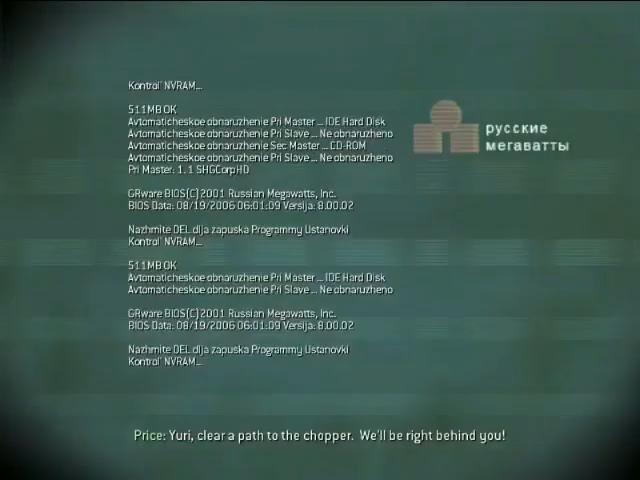 Kontrol' NVRAM...
511MB OK
Avtomaticheskoe obnaruzhenie Pri Master ... IDE Hard Disk
Avtomaticheskoe obnaruzhenie Pri Slave ... Ne obnaruzheno
Avtomaticheskoe obnaruzhenie Sec Master ... CD-ROM
Avtomaticheskoe obnaruzhenie Pri Slave ... Ne obnaruzheno
Pri Master: 1.1 SHGCorpHD
русские
мегаватты
GRware BIOS(C) 2001 Russian Megawatts, Inc.
BIOS Data: 08/19/2006 06:01:09 Versija: 8.00.02
Nazhmite DEL dlja zapuska Programmy Ustanovki
Kontrol' NVRAM...
511MB OK
Avtomaticheskoe obnaruzhenie Pri Master ... IDE Hard Disk
Avtomaticheskoe obnaruzhenie Pri Slave ... Ne obnaruzheno
GRware BIOS(C) 2001 Russian Megawatts, Inc.
BIOS Data: 08/19/2006 06:01:09 Versija: 8.00.02
Nazhmite DEL dlja zapuska Programmy Ustanovki
Kontrol' NVRAM...
Price: Yuri, clear a path to the chopper. We'll be right behind you!